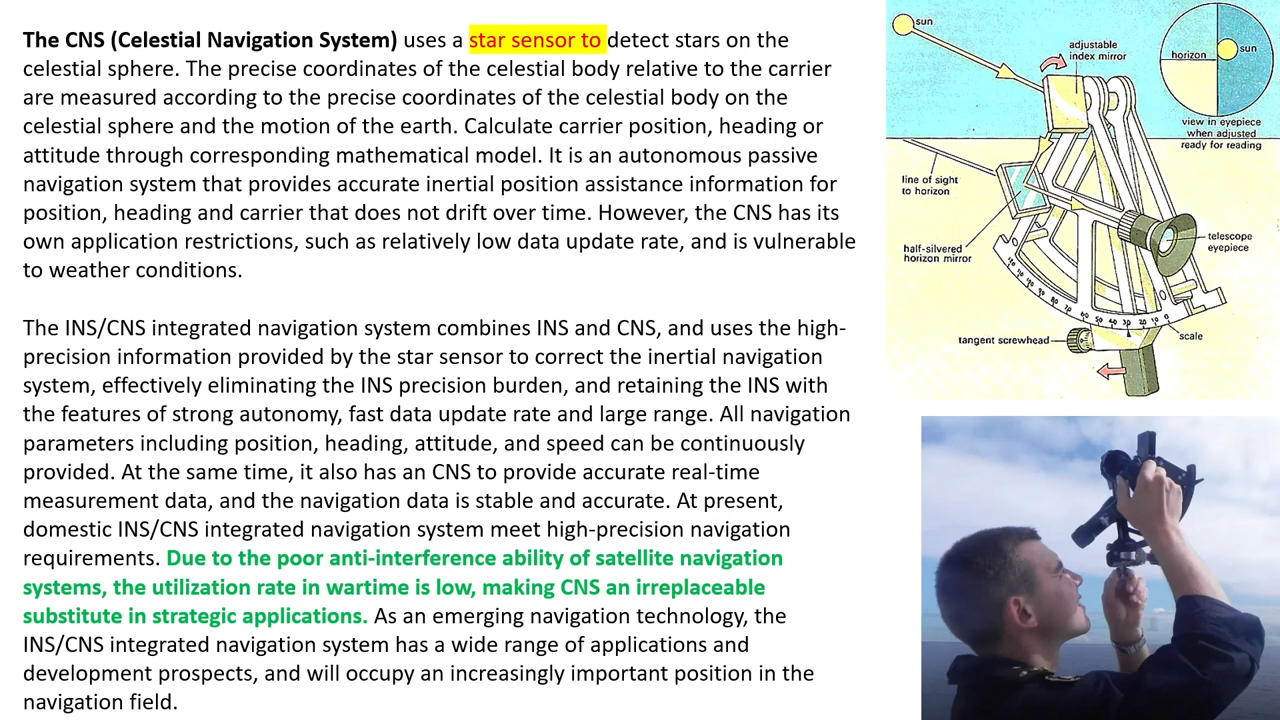 The CNS (Celestial Navigation System) uses a star sensor to detect stars on the
celestial sphere. The precise coordinates of the celestial body relative to the carrier
are measured according to the precise coordinates of the celestial body on the
celestial sphere and the motion of the earth. Calculate carrier position, heading or
attitude through corresponding mathematical model. It is an autonomous passive
navigation system that provides accurate inertial position assistance information for
position, heading and carrier that does not drift over time. However, the CNS has its
own application restrictions, such as relatively low data update rate, and is vulnerable
to weather conditions.
The INS/CNS integrated navigation system combines INS and CNS, and uses the high-
precision information provided by the star sensor to correct the inertial navigation
system, effectively eliminating the INS precision burden, and retaining the INS with
the features of strong autonomy, fast data update rate and large range. All navigation
parameters including position, heading, attitude, and speed can be continuously
provided. At the same time, it also has an CNS to provide accurate real-time
measurement data, and the navigation data is stable and accurate. At present,
domestic INS/CNS integrated navigation system meet high-precision navigation
requirements. Due to the poor anti-interference ability of satellite navigation
systems, the utilization rate in wartime is low, making CNS an irreplaceable
substitute in strategic applications. As an emerging navigation technology, the
INS/CNS integrated navigation system has a wide range of applications and
development prospects, and will occupy an increasingly important position in the
navigation field.
sun
adjustable
index mirror
horizon
sun
view in eyepiece
when adjusted
ready for reading
line of sight
to horizon
half-silvered
horizon mirror
telescope
eyepiece
tangent screwhead
scale